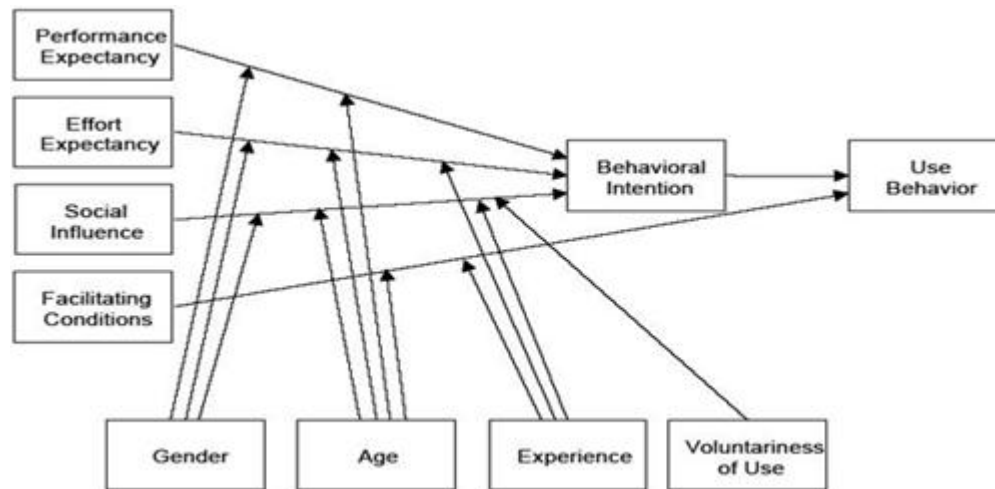 Performance
Expectancy
Effort
Expectancy
Social
Influence
Facilitating
Conditions
Behavioral
Intention
Use
Behavior
Gender
Age
Experience
Voluntariness
of Use